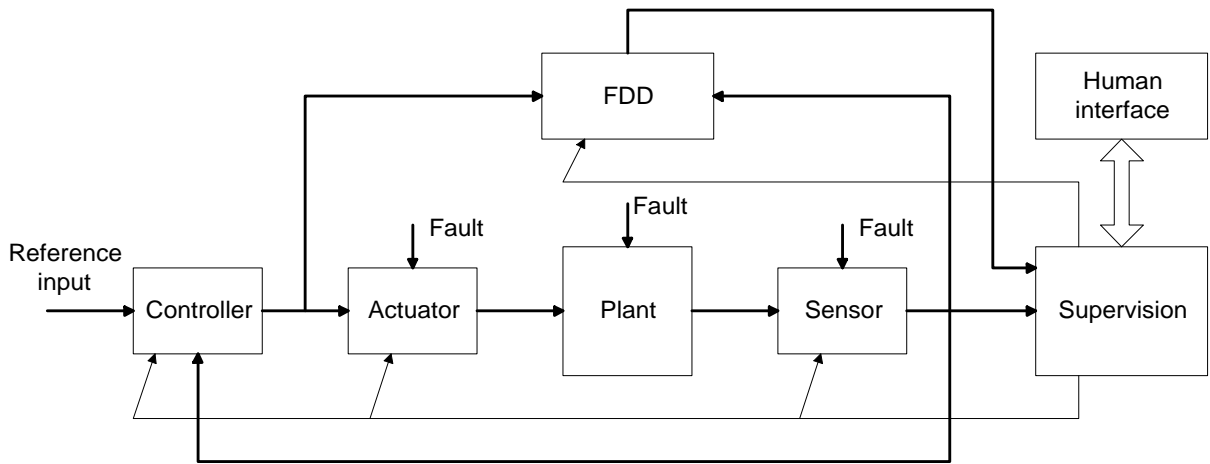 FDD
Human
interface
Fault
Fault
Fault
Reference
input
Controller
Actuator
Plant
Sensor
Supervision